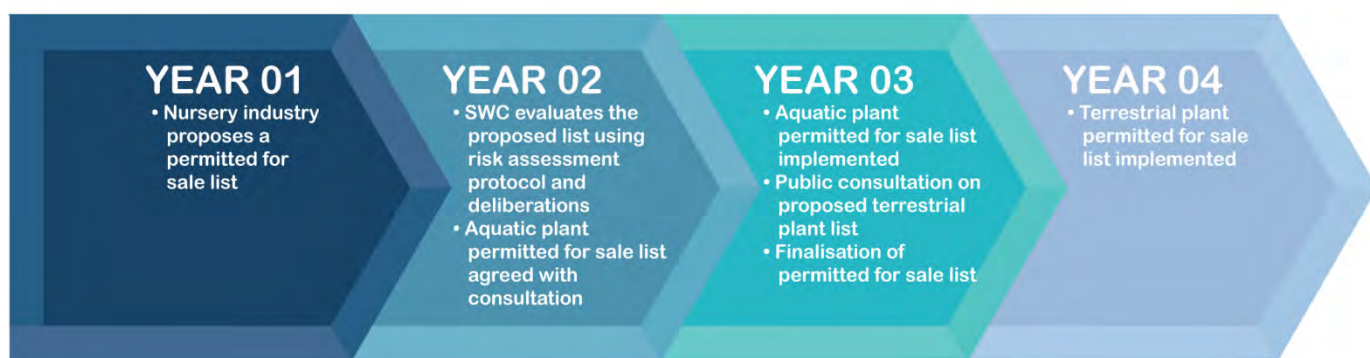 YEAR 01
• Nursery industry
proposes a
permitted for
sale list
YEAR 02
• SWC evaluates the
proposed list using
risk assessment
protocol and
deliberations
• Aquatic plant
permitted for sale list
agreed with
consultation
YEAR 03
• Aquatic plant
permitted for sale list
implemented
• Public consultation on
proposed terrestrial
plant list
• Finalisation of
permitted for sale list
YEAR 04
• Terrestrial plant
permitted for sale
list implemented